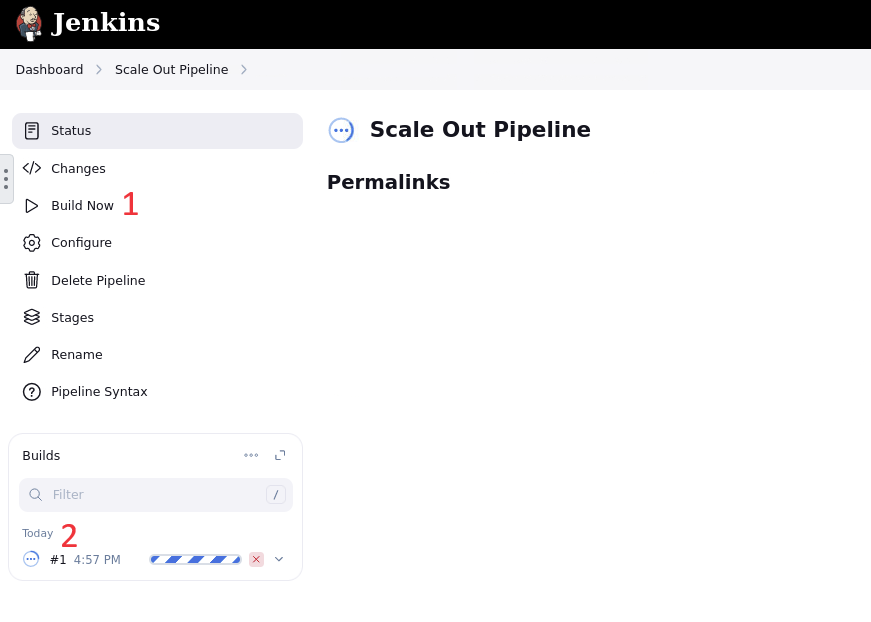 Jenkins
Dashboard
Scale Out Pipeline
Status
Changes
Build Now 1
Configure
Delete Pipeline
Stages
Rename
Pipeline Syntax
Scale Out Pipeline
Permalinks
Builds
Filter /
Today 2
#1 4:57 PM